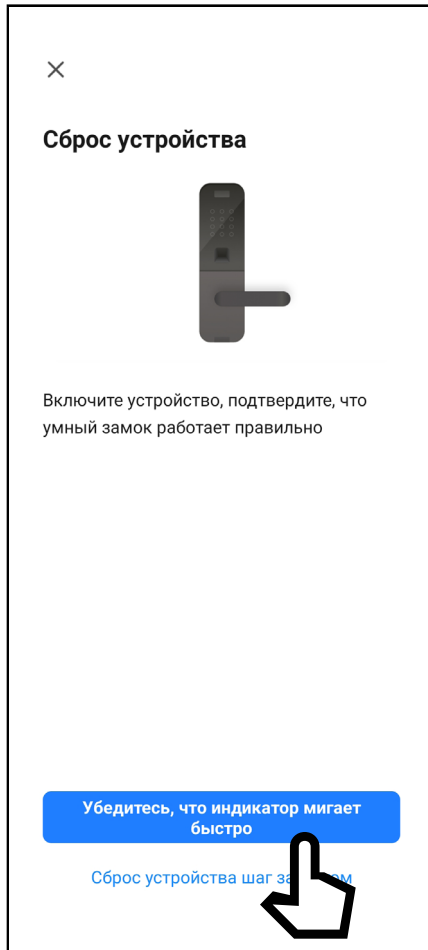 Сброс устройства
Включите устройство, подтвердите, что
умный замок работает правильно
Убедитесь, что индикатор мигает
быстро
Сброс устройства шаг за